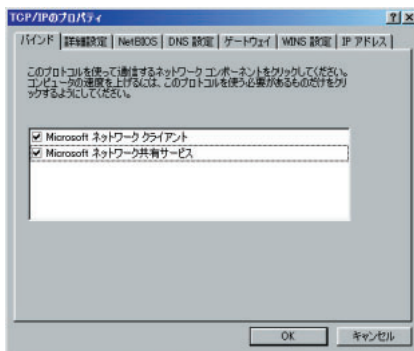 TCP/IPのプロパティ
バインド 詳細設定 NetBIOS DNS 設定 ゲートウェイ WINS 設定 IP アドレス
このプロトコルを使って通信するネットワーク コンポーネントをクリックしてください。
コンピュータの速度を上げるには、このプロトコルを使う必要があるものだけをクリ
ックするようにしてください。
Microsoft ネットワーク クライアント
Microsoft ネットワーク共有サービス
OK キャンセル